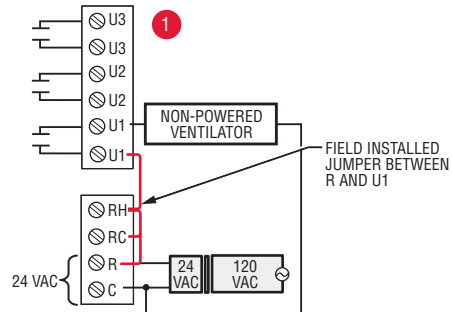 U3
1
U3
U2
U2
U1
NON-POWERED
VENTILATOR
U1
FIELD INSTALLED
JUMPER BETWEEN
R AND U1
RH
RC
R
24 VAC
C
24
VAC
120
VAC